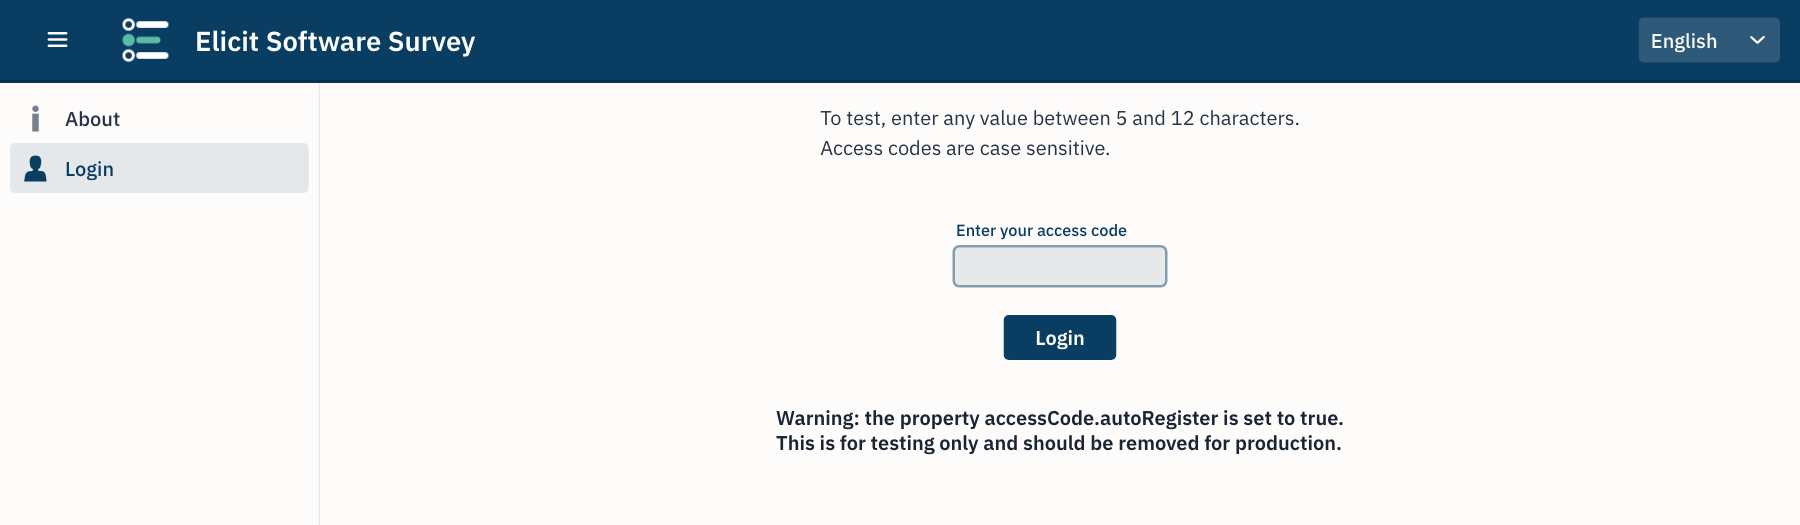 Elicit Software Survey
English
About
Login
To test, enter any value between 5 and 12 characters.
Access codes are case sensitive.
Enter your access code
Login
Warning: the property accessCode.autoRegister is set to true.
This is for testing only and should be removed for production.